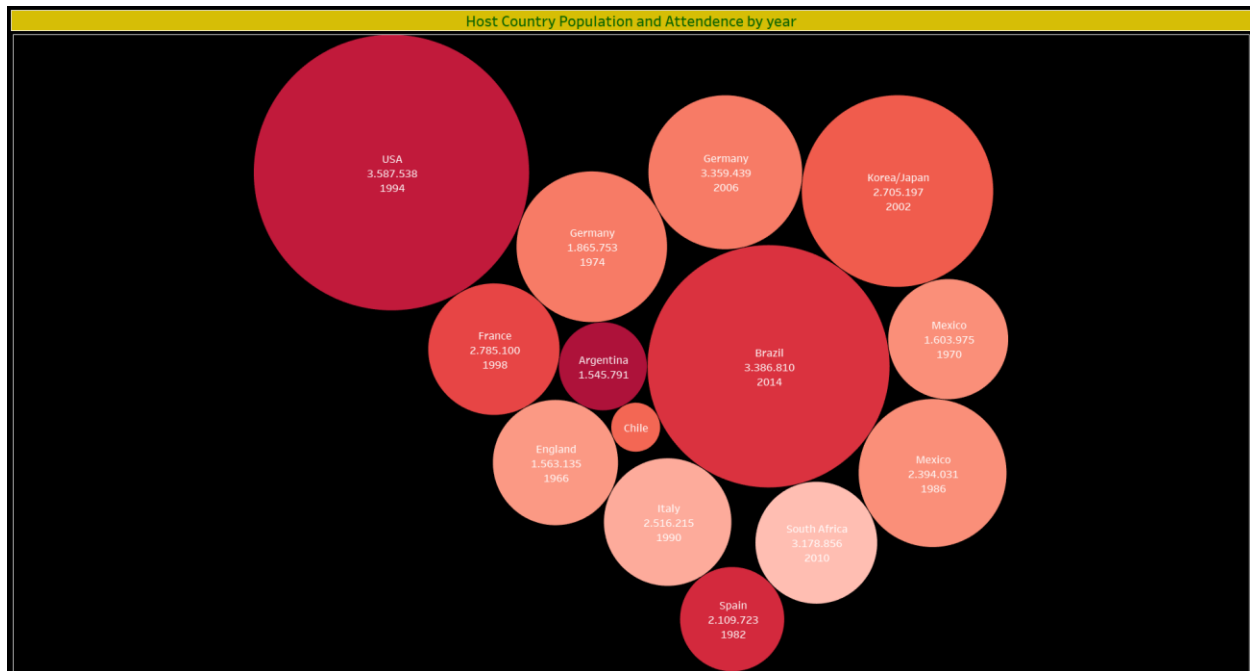 Host Country Population and Attendence by year
USA
3.587.538
1994
Germany
3.359.439
2006
Korea/Japan
2.705.197
2002
Germany
1.865.753
1974
France
2.785.100
1998
Argentina
1.545.791
Brazil
3.386.810
2014
Mexico
1.603.975
1970
Chile
England
1.563.135
1966
Italy
2.516.215
1990
South Africa
3.178.856
2010
Mexico
2.394.031
1986
Spain
2.109.723
1982